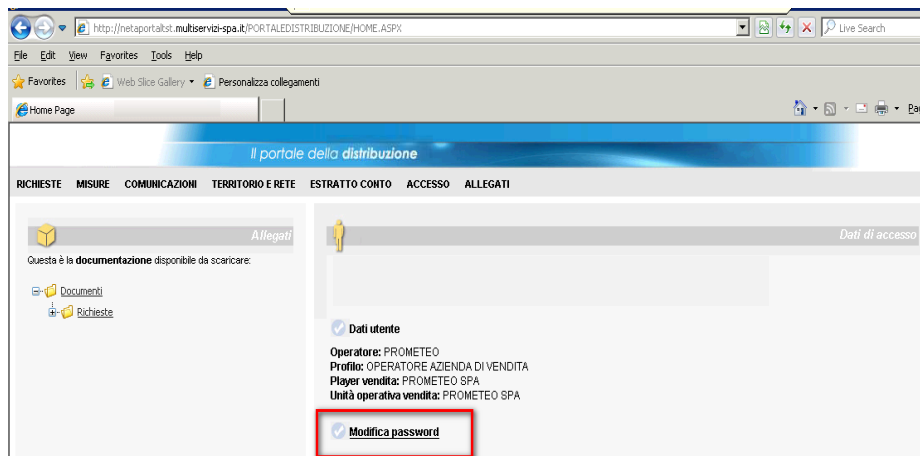 http://netaportaltst.multiservizi-spa.it/PORTALEDISTRIBUZIONE/HOME.ASPX
Live Search
File Edit View Favorites Tools Help
Favorites Web Slice Gallery Personalizza collegamenti
Home Page
Il portale della distribuzione
RICHIESTE MISURE COMUNICAZIONI TERRITORIO E RETE ESTRATTO CONTO ACCESSO ALLEGATI
Allegati
Questa è la documentazione disponibile da scaricare:
Documenti
Richieste
Dati di accesso
Dati utente
Operatore: PROMETEO
Profilo: OPERATORE AZIENDA DI VENDITA
Player vendita: PROMETEO SPA
Unità operativa vendita: PROMETEO SPA
Modifica password